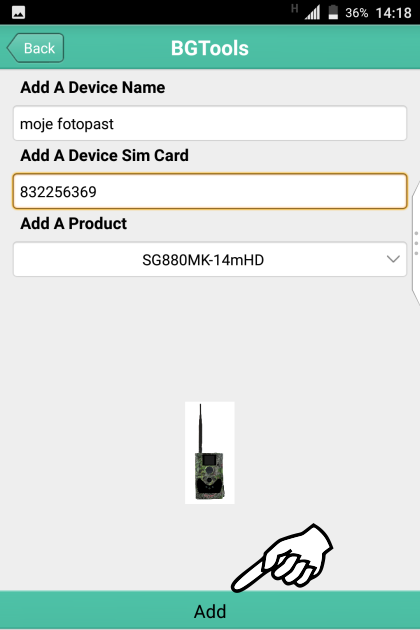 H 36% 14:18
Back BGTools
Add A Device Name
moje fotopast
Add A Device Sim Card
832256369
Add A Product
SG880MK-14mHD
Add